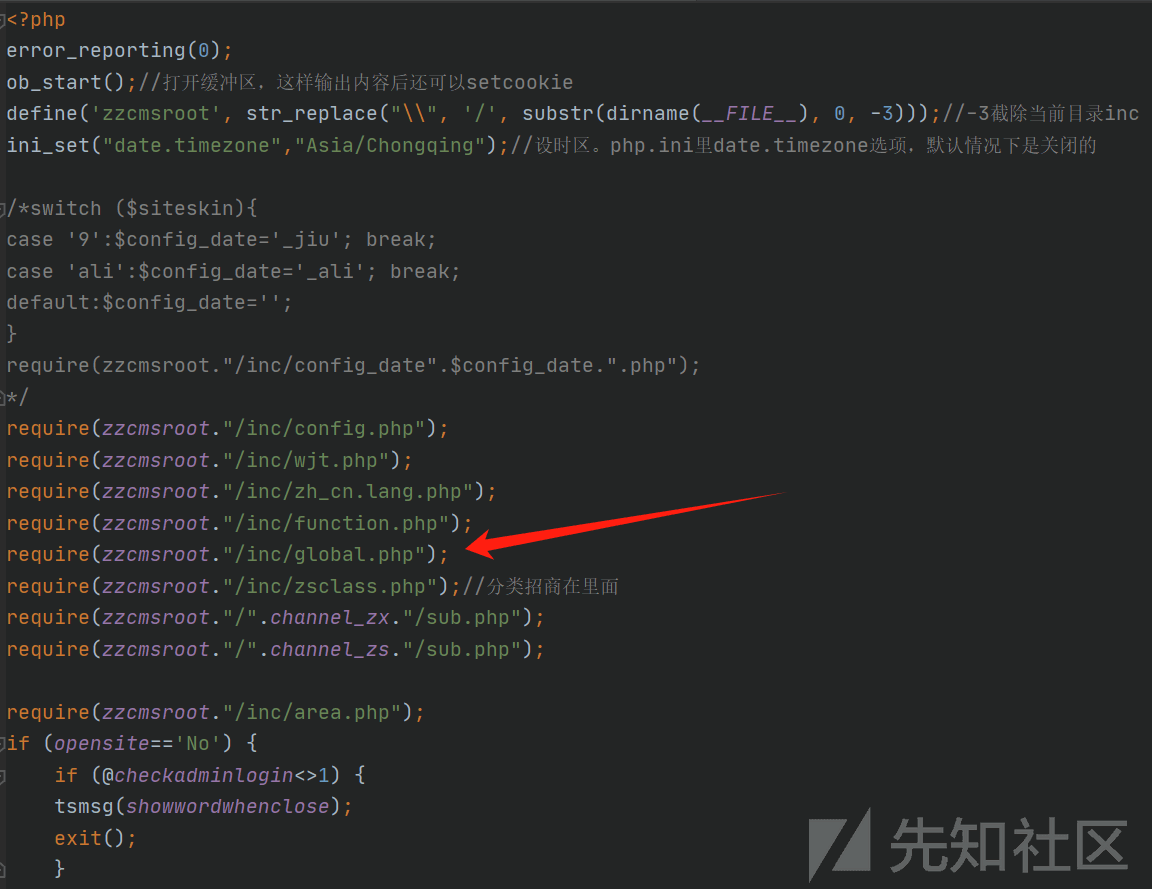 <?php
error_reporting(0);
ob_start();//打开缓冲区，这样输出内容后还可以setcookie
define('zzcmsroot', str_replace("\\", '/', substr(dirname(__FILE__), 0, -3)));//-3截除当前目录inc
ini_set("date.timezone","Asia/Chongqing");//设时区。php.ini里date.timezone选项，默认情况下是关闭的
/*switch ($siteskin){
case '9':$config_date='_jiu'; break;
case 'ali':$config_date='_ali'; break;
default:$config_date='';
}
require(zzcmsroot."/inc/config_date".$config_date.".php");
*/
require(zzcmsroot."/inc/config.php");
require(zzcmsroot."/inc/wjt.php");
require(zzcmsroot."/inc/zh_cn.lang.php");
require(zzcmsroot."/inc/function.php");
require(zzcmsroot."/inc/global.php");
require(zzcmsroot."/inc/zsclass.php");//分类招商在里面
require(zzcmsroot."/".channel_zx."/sub.php");
require(zzcmsroot."/".channel_zs."/sub.php");
require(zzcmsroot."/inc/area.php");
if (opensite=='No') {
if (@checkadminlogin<>1) {
tsmsg(showwordwhenclose);
exit();
}
先知社区